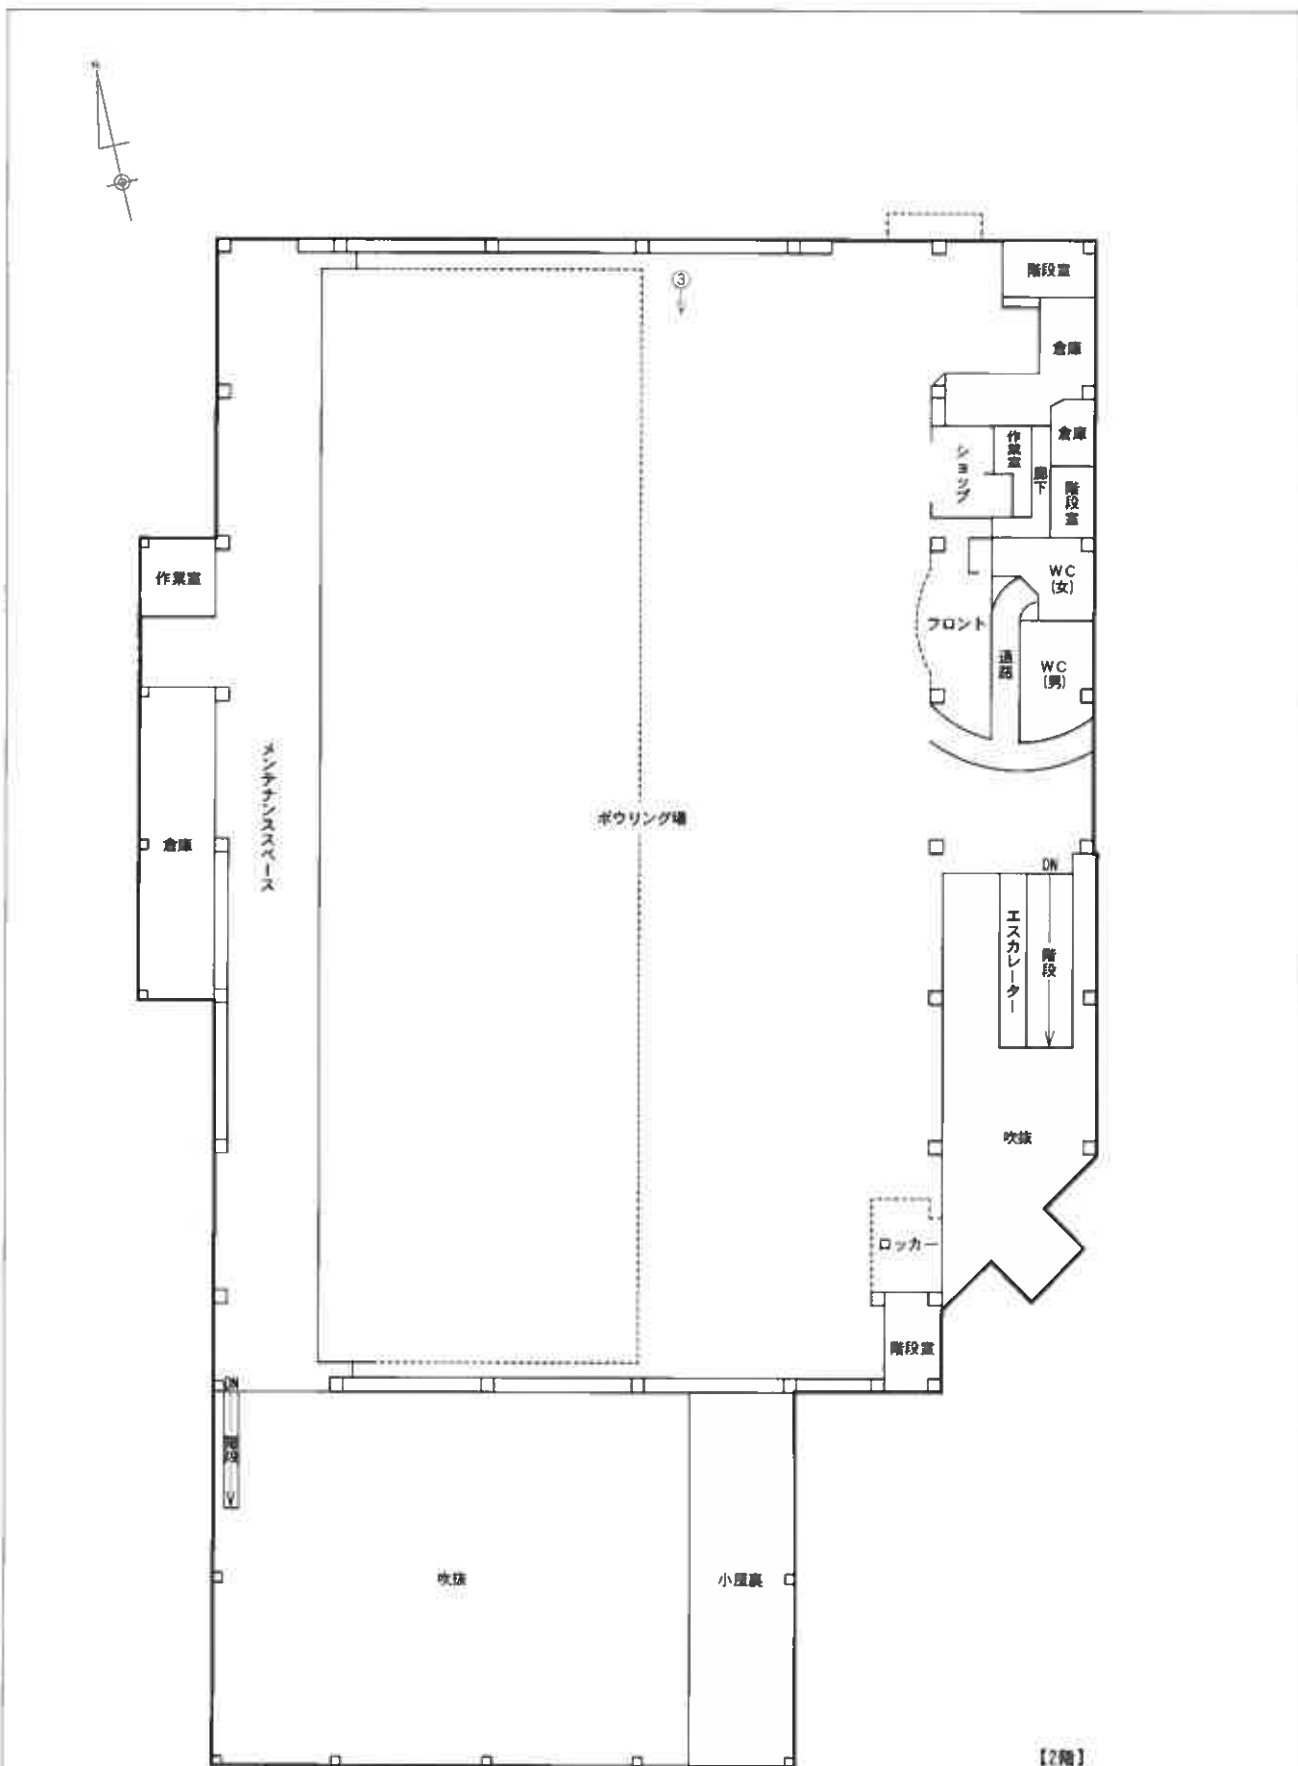 ③
階段室
倉庫
倉庫
ショップ
作業室
廊下
階段室
作業室
WC
(女)
フロント
通路
WC
(男)
メンテナンススペース
ボウリング場
倉庫
DN
エスカレーター
階段
吹抜
ロッカー
階段室
DN
階段
吹抜
小屋裏
【2階】